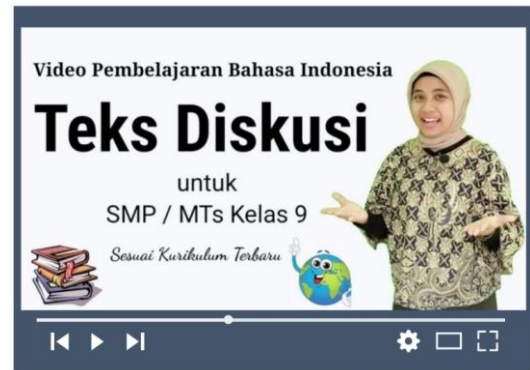 Video Pembelajaran Bahasa Indonesia
Teks Diskusi
untuk
SMP / MTs Kelas 9
Sesuai Kurikulum Terbaru